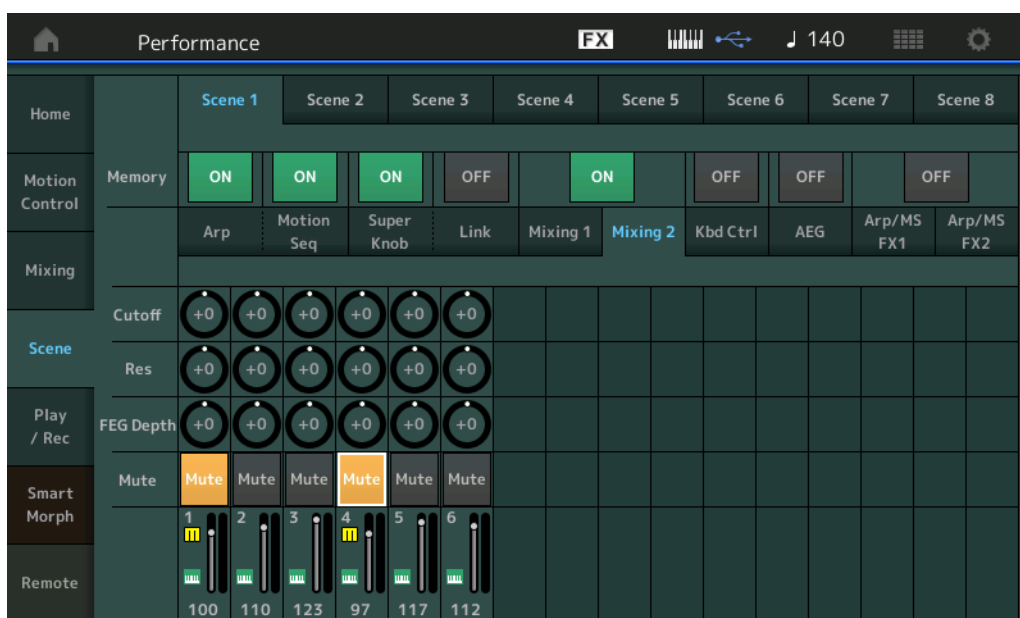 Performance FX 140
Home Scene 1 Scene 2 Scene 3 Scene 4 Scene 5 Scene 6 Scene 7 Scene 8
Motion
Control
Memory ON ON ON OFF ON OFF OFF OFF
Arp Motion
Seq Super
Knob Link Mixing 1 Mixing 2 Kbd Ctrl AEG Arp/MS
FX1 Arp/MS
FX2
Mixing
Cutoff +0 +0 +0 +0 +0 +0
Scene
Res +0 +0 +0 +0 +0 +0
Play
/ Rec
FEG Depth +0 +0 +0 +0 +0 +0
Smart
Morph
Mute Mute Mute Mute Mute Mute Mute
1 2 3 4 5 6
Remote
100 110 123 97 117 112